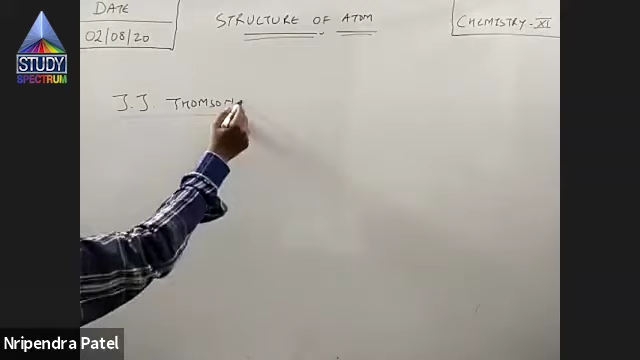 DATE
02/08/20
STRUCTURE OF ATOM
CHEMISTRY - XI
STUDY
SPECTRUM
J.J. THOMSON
Nripendra Patel